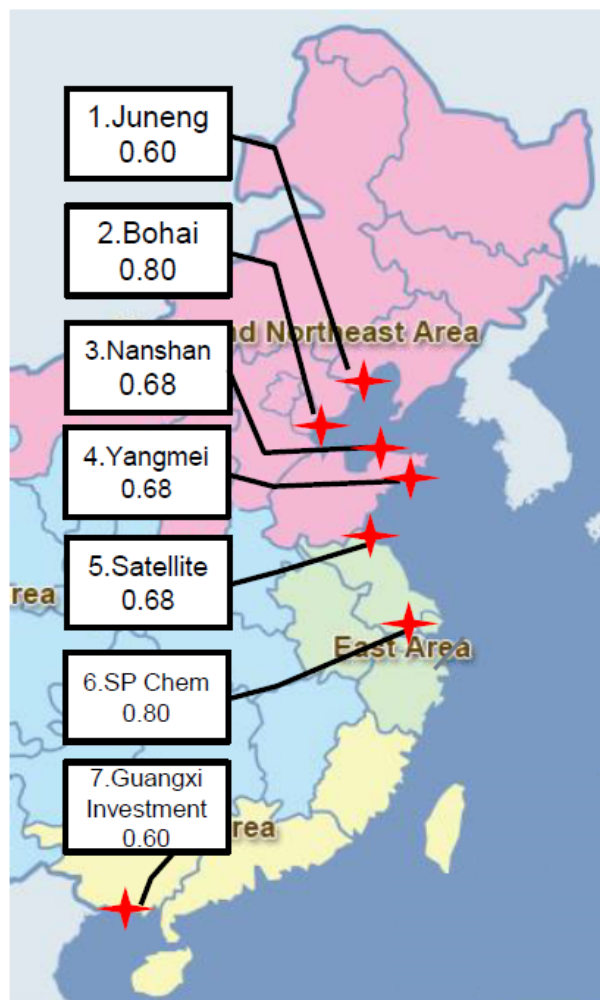 1.Juneng
0.60
2.Bohai
0.80
nd Northeast Area
3.Nanshan
0.68
4.Yangmei
0.68
5.Satellite
0.68
rea
East Area
6.SP Chem
0.80
7.Guangxi
Investment
0.60
rea